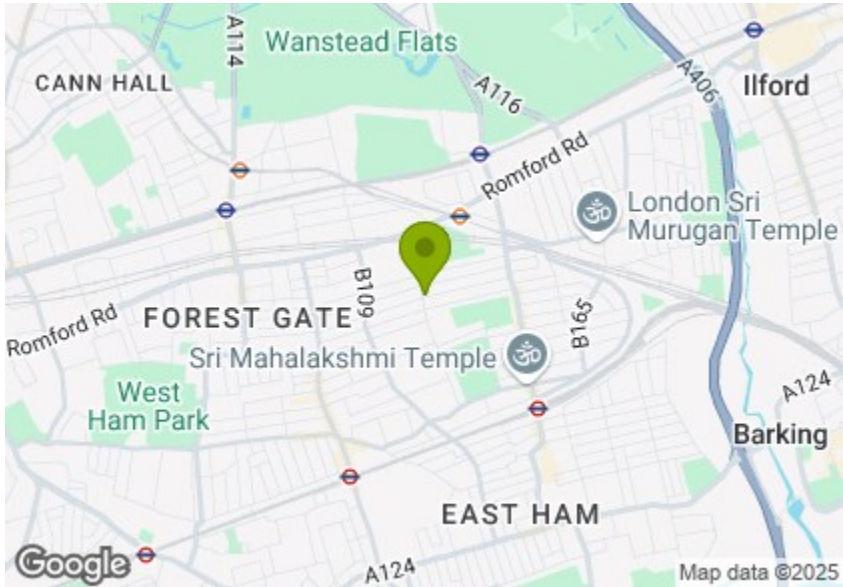 Wanstead Flats
A114
CANN HALL
A116
A406
Ilford
Romford Rd
London Sri
Murugan Temple
B109
B165
Romford Rd
FOREST GATE
Sri Mahalakshmi Temple
West
Ham Park
A124
Barking
EAST HAM
A124
Google
Map data ©2025